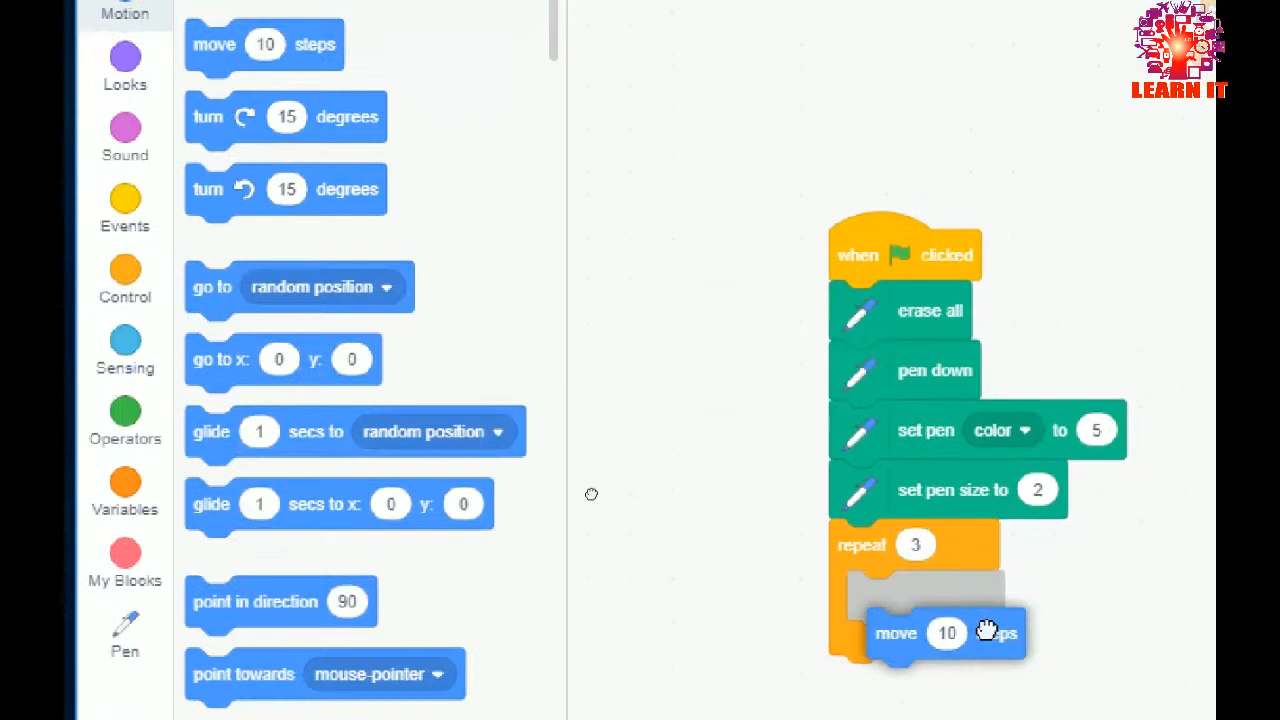 Motion
Looks
Sound
Events
Control
Sensing
Operators
Variables
My Blocks
Pen
move 10 steps
turn 15 degrees
turn 15 degrees
go to random position
go to x: 0 y: 0
glide 1 secs to random position
glide 1 secs to x: 0 y: 0
point in direction 90
point towards mouse-pointer
when clicked
erase all
pen down
set pen color to 5
set pen size to 2
repeat 3
move 10
LEARN IT